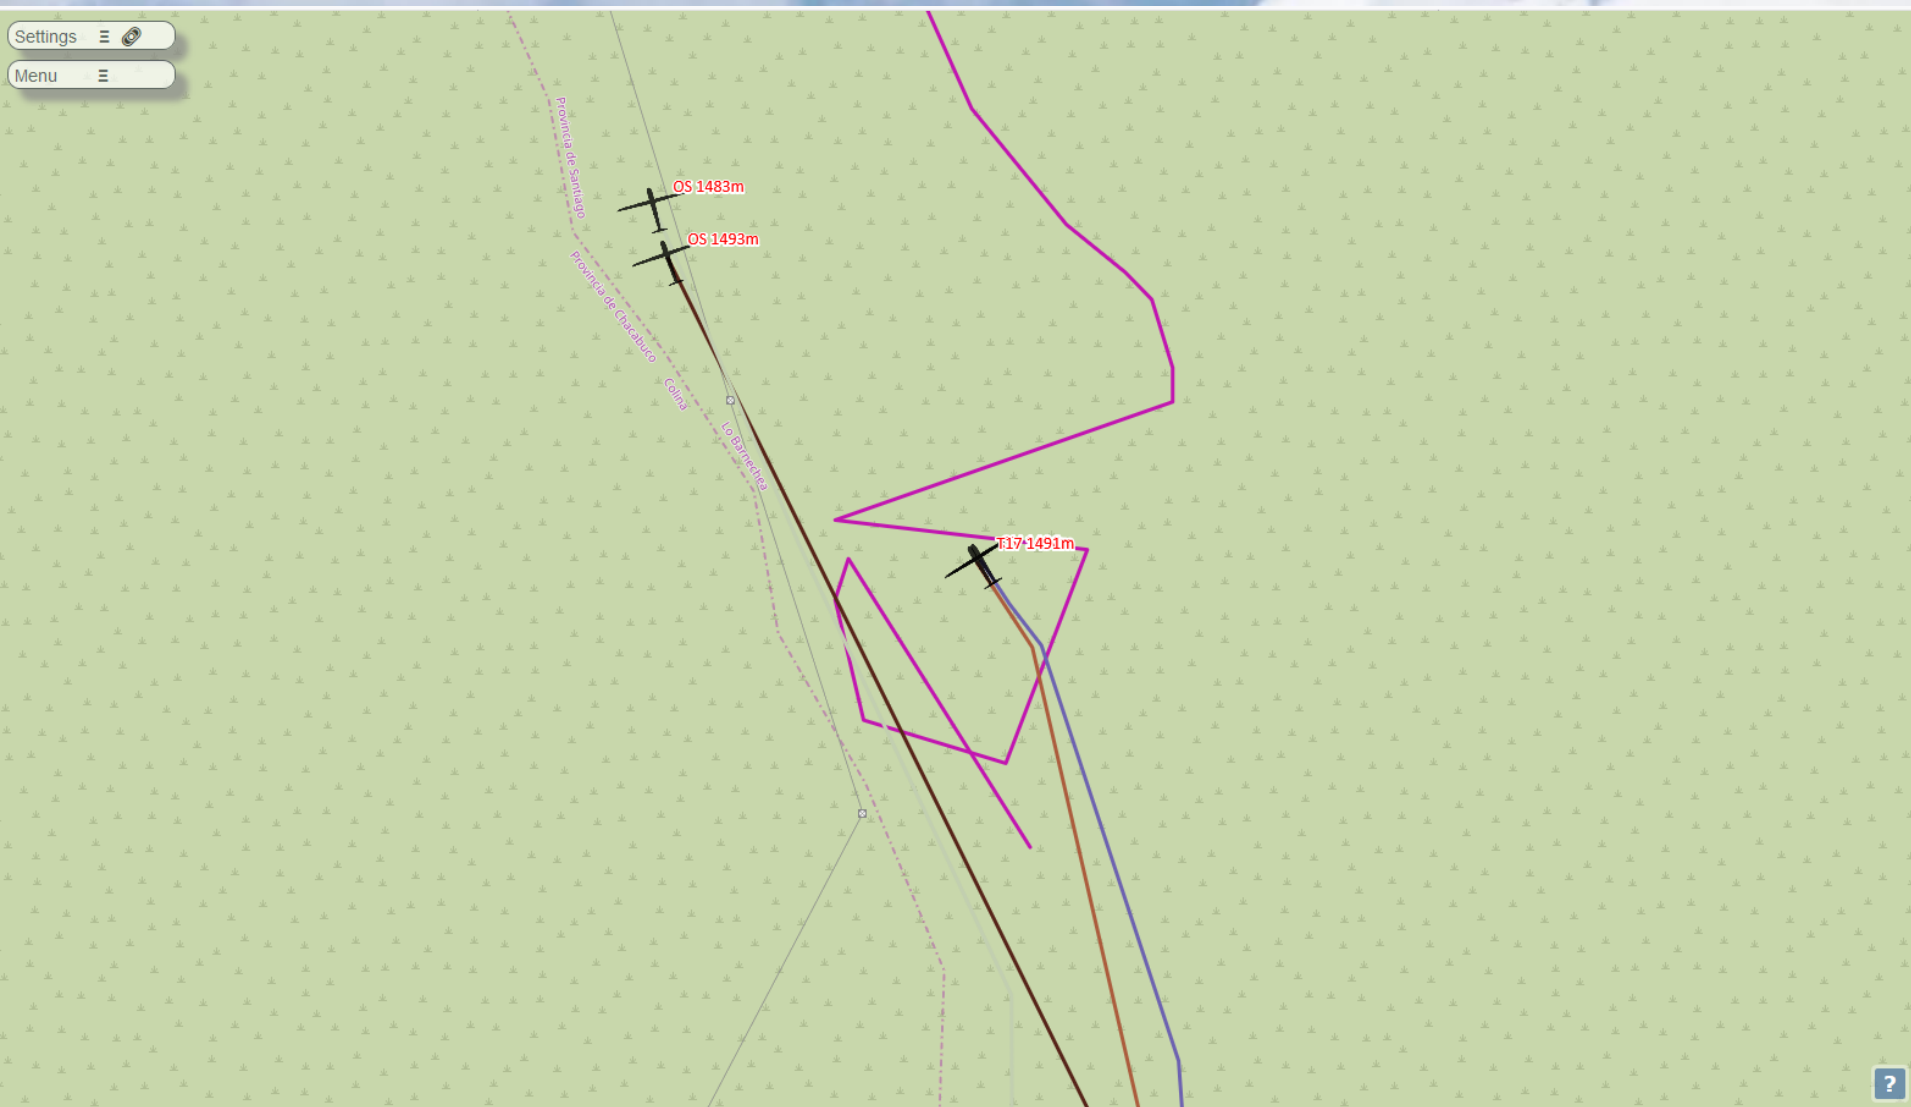 Settings
Menu
Provincia de Santiago
OS 1483m
OS 1493m
Provincia de Chacabuco
Colina
Lo Barnechea
T17 1491m
?